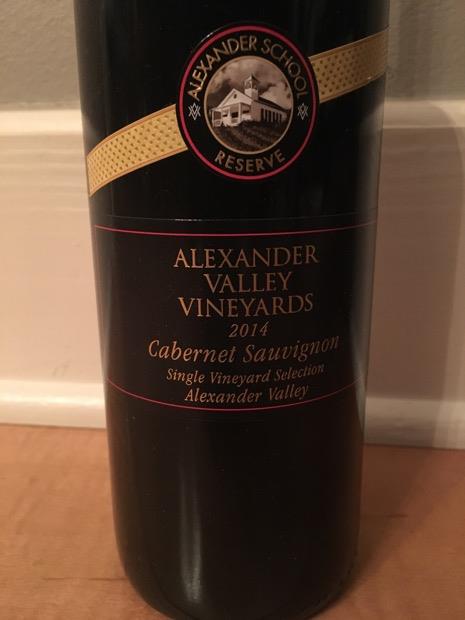 ALEXANDER SCHOOL
RESERVE
ALEXANDER
VALLEY
VINEYARDS
2014
Cabernet Sauvignon
Single Vineyard Selection
Alexander Valley